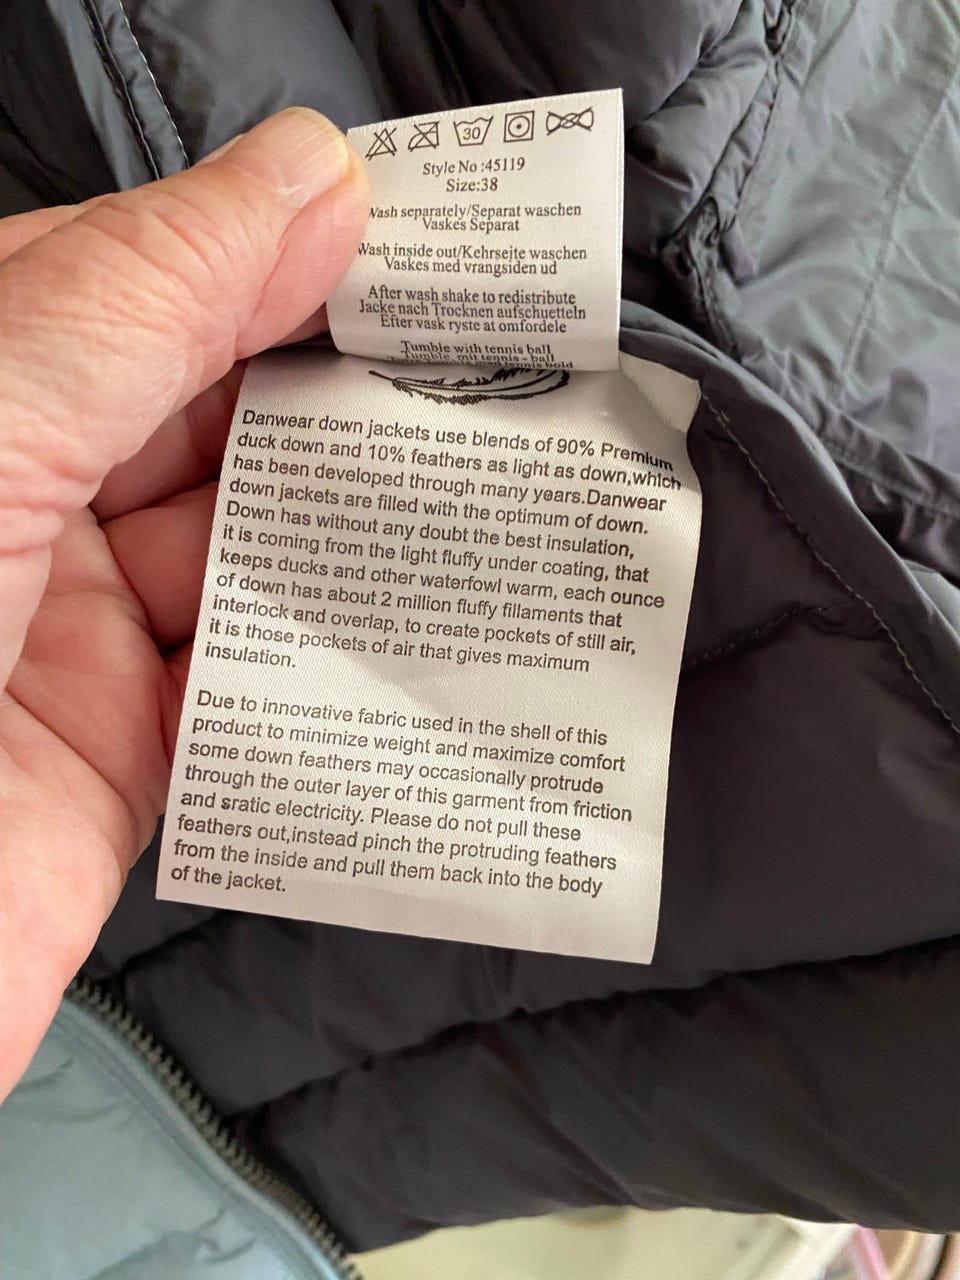 30
Style No :45119
Size:38
Wash separately/Separat waschen
Vaskes Separat
Wash inside out/Kehrseite waschen
Vaskes med vrangsiden ud
After wash shake to redistribute
Jacke nach Trocknen aufschuetteln
Efter vask ryste at omfordele
Tumble with tennis ball
Tumble, mit tennis - ball
tennis bold
Danwear down jackets use blends of 90% Premium
duck down and 10% feathers as light as down,which
has been developed through many years.Danwear
down jackets are filled with the optimum of down.
Down has without any doubt the best insulation,
it is coming from the light fluffy under coating, that
keeps ducks and other waterfowl warm, each ounce
of down has about 2 million fluffy fillaments that
interlock and overlap, to create pockets of still air,
it is those pockets of air that gives maximum
insulation.
Due to innovative fabric used in the shell of this
product to minimize weight and maximize comfort
some down feathers may occasionally protrude
through the outer layer of this garment from friction
and sratic electricity. Please do not pull these
feathers out,instead pinch the protruding feathers
from the inside and pull them back into the body
of the jacket.